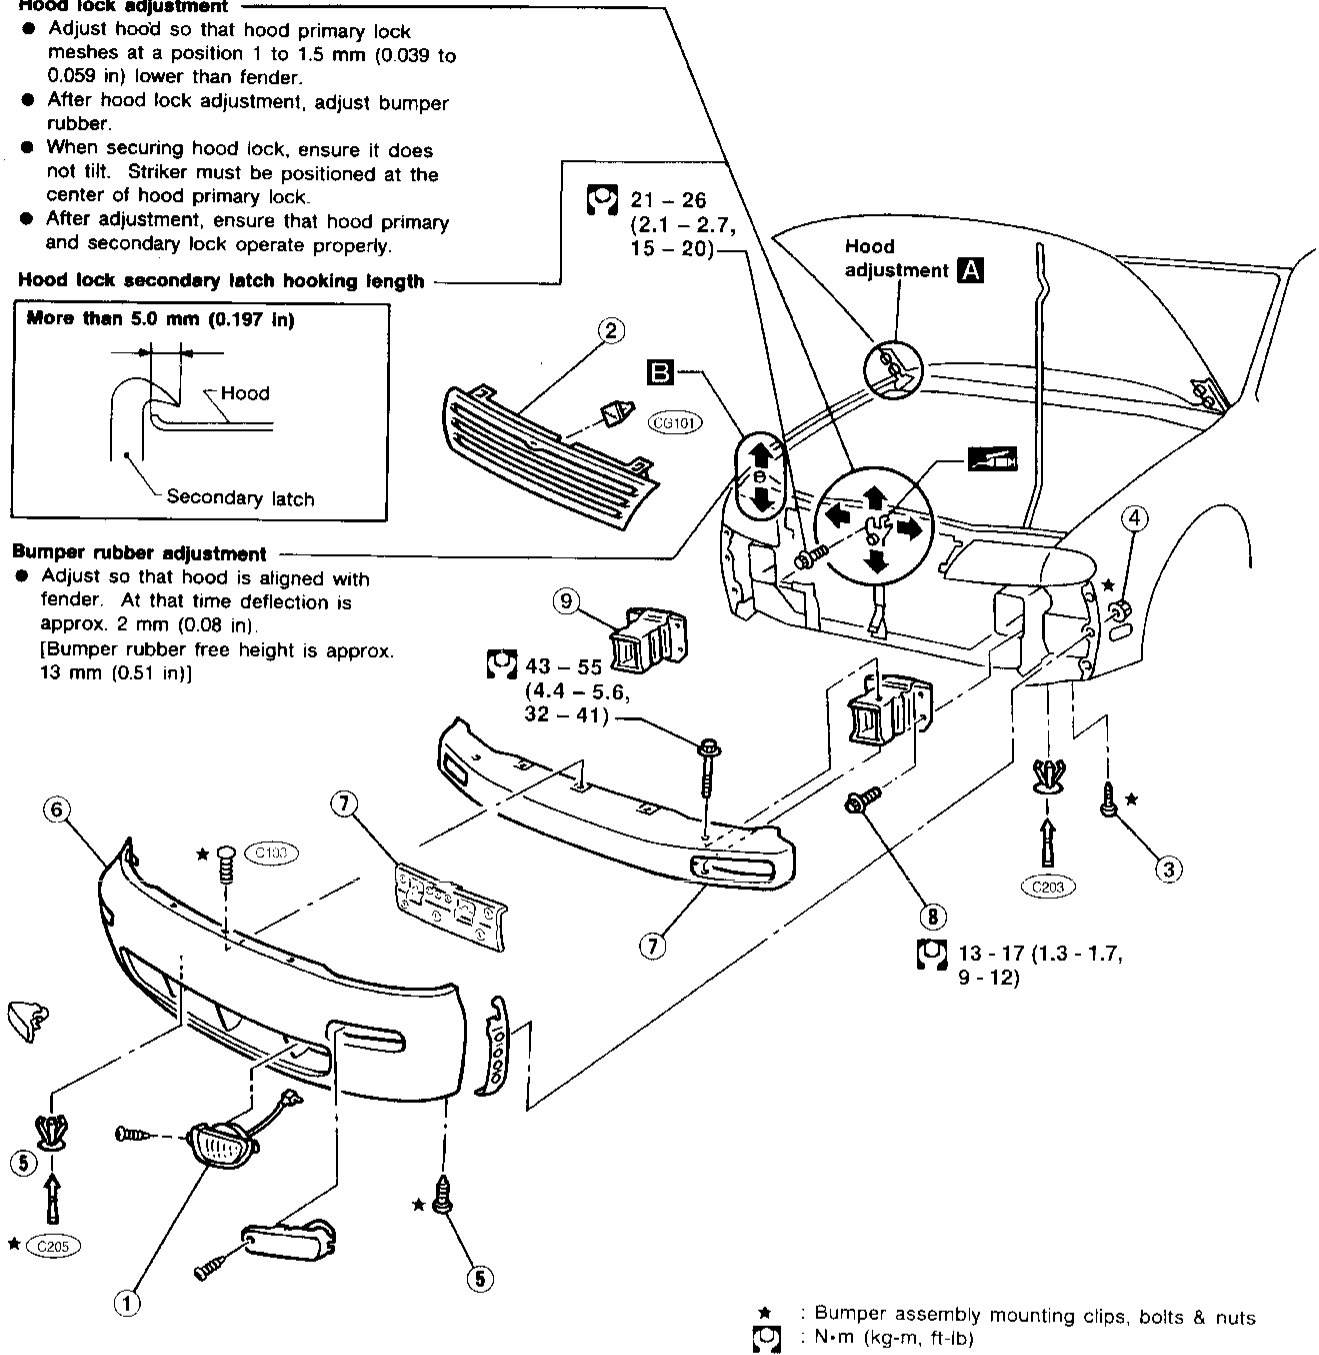 Hood lock adjustment
● Adjust hood so that hood primary lock
meshes at a position 1 to 1.5 mm (0.039 to
0.059 in) lower than fender.
● After hood lock adjustment, adjust bumper
rubber.
● When securing hood lock, ensure it does
not tilt. Striker must be positioned at the
center of hood primary lock.
● After adjustment, ensure that hood primary
and secondary lock operate properly.
Hood lock secondary latch hooking length
More than 5.0 mm (0.197 in)
Hood
Secondary latch
Bumper rubber adjustment
● Adjust so that hood is aligned with
fender. At that time deflection is
approx. 2 mm (0.08 in).
[Bumper rubber free height is approx.
13 mm (0.51 in)]
21 – 26
(2.1 – 2.7,
15 – 20)
Hood
adjustment A
2
B
CG101
4
9
43 – 55
(4.4 – 5.6,
32 – 41)
6
7
★ C103
★
★
3
C203
8
7
13 - 17 (1.3 - 1.7,
9 - 12)
5
★ C205
1
★
5
★ : Bumper assembly mounting clips, bolts & nuts
: N•m (kg-m, ft-lb)